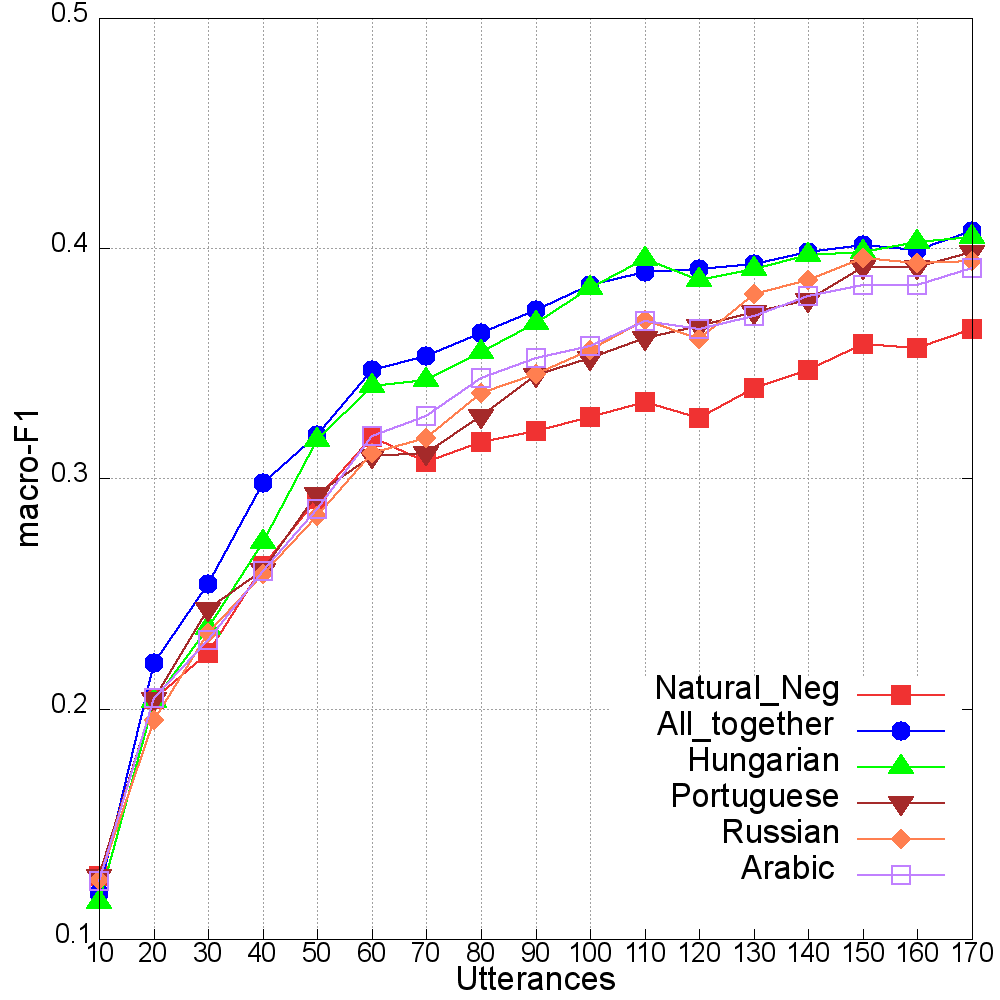 0.5
0.4
0.3
0.2
0.1
macro-F1
Natural_Neg
All_together
Hungarian
Portuguese
Russian
Arabic
10 20 30 40 50 60 70 80 90 100 110 120 130 140 150 160 170
Utterances